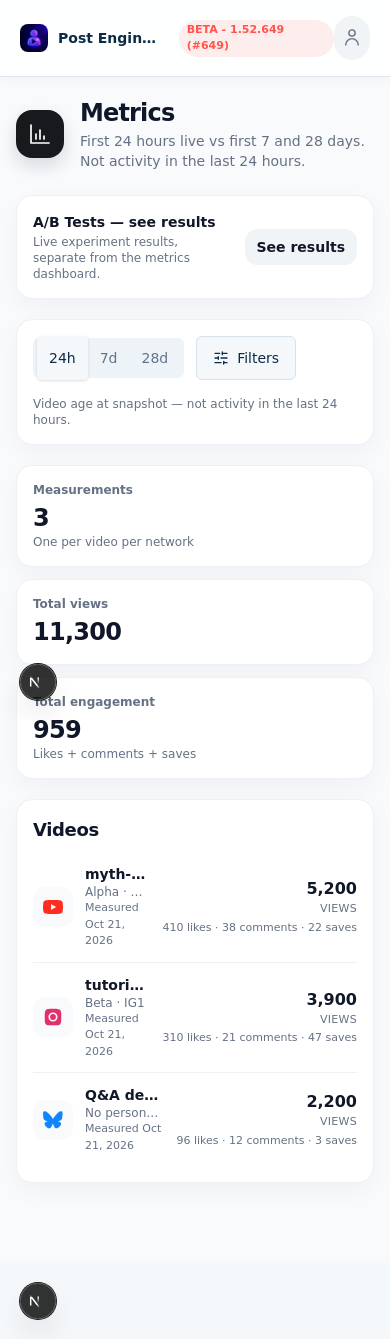 Post Engin…
BETA - 1.52.649
(#649)
Metrics
First 24 hours live vs first 7 and 28 days.
Not activity in the last 24 hours.
A/B Tests — see results
Live experiment results,
separate from the metrics
dashboard.
See results
24h 7d 28d Filters
Video age at snapshot — not activity in the last 24
hours.
Measurements
3
One per video per network
Total views
11,300
N
Total engagement
959
Likes + comments + saves
Videos
myth-…
Alpha · …
Measured
Oct 21,
2026
5,200
VIEWS
410 likes · 38 comments · 22 saves
tutori…
Beta · IG1
Measured
Oct 21,
2026
3,900
VIEWS
310 likes · 21 comments · 47 saves
Q&A de…
No person…
Measured Oct
21, 2026
2,200
VIEWS
96 likes · 12 comments · 3 saves
N